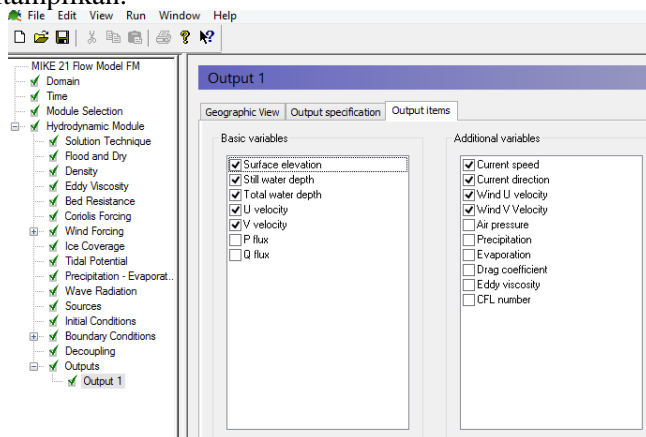 File Edit View Run Window Help
MIKE 21 Flow Model FM
Domain
Time
Module Selection
Hydrodynamic Module
Solution Technique
Flood and Dry
Density
Eddy Viscosity
Bed Resistance
Coriolis Forcing
Wind Forcing
Ice Coverage
Tidal Potential
Precipitation - Evaporat..
Wave Radiation
Sources
Initial Conditions
Boundary Conditions
Decoupling
Outputs
Output 1
Output 1
Geographic View Output specification Output items
Basic variables
Surface elevation
Still water depth
Total water depth
U velocity
V velocity
P flux
Q flux
Additional variables
Current speed
Current direction
Wind U velocity
Wind V Velocity
Air pressure
Precipitation
Evaporation
Drag coefficient
Eddy viscosity
CFL number